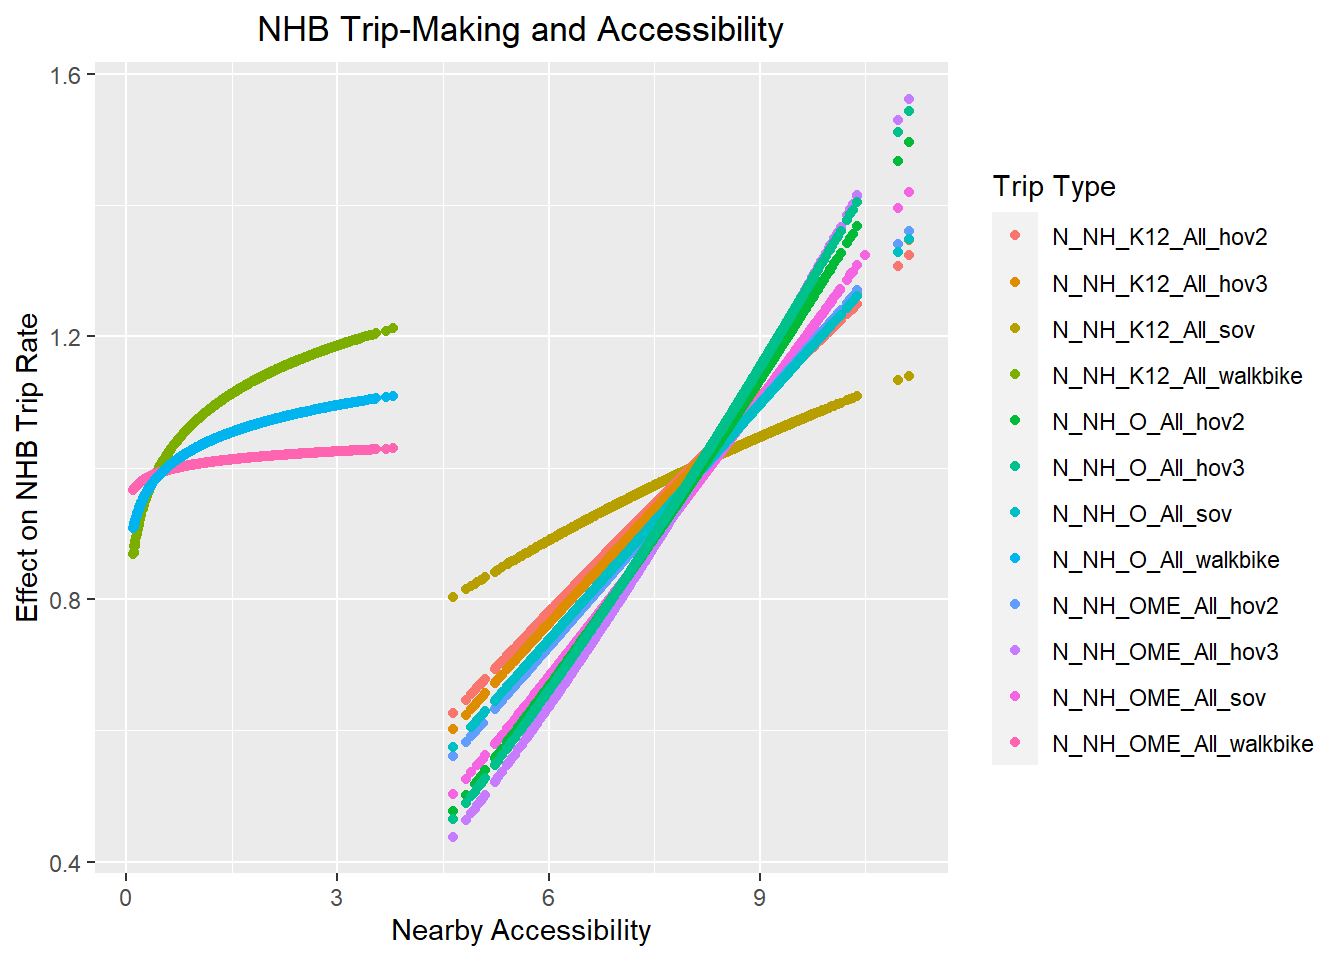 NHB Trip-Making and Accessibility
1.6
1.2
0.8
0.4
Effect on NHB Trip Rate
0
3
6
9
Nearby Accessibility
Trip Type
N_NH_K12_All_hov2
N_NH_K12_All_hov3
N_NH_K12_All_sov
N_NH_K12_All_walkbike
N_NH_O_All_hov2
N_NH_O_All_hov3
N_NH_O_All_sov
N_NH_O_All_walkbike
N_NH_OME_All_hov2
N_NH_OME_All_hov3
N_NH_OME_All_sov
N_NH_OME_All_walkbike